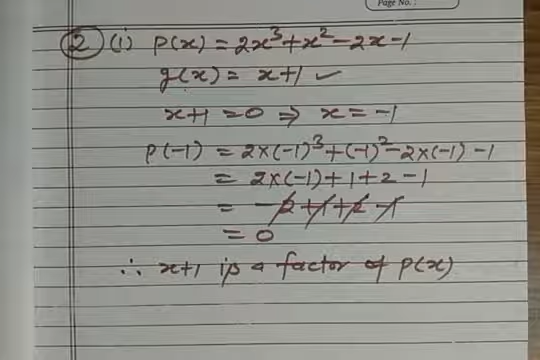 Page No.:
② (i) p(x) = 2x³+x²-2x-1
g(x) = x+1 ✓
x+1 = 0 ⇒ x = -1
p(-1) = 2×(-1)³+(-1)²-2×(-1)-1
= 2×(-1)+1+2-1
= -2+1+2-1
= 0
∴ x+1 is a factor of p(x)